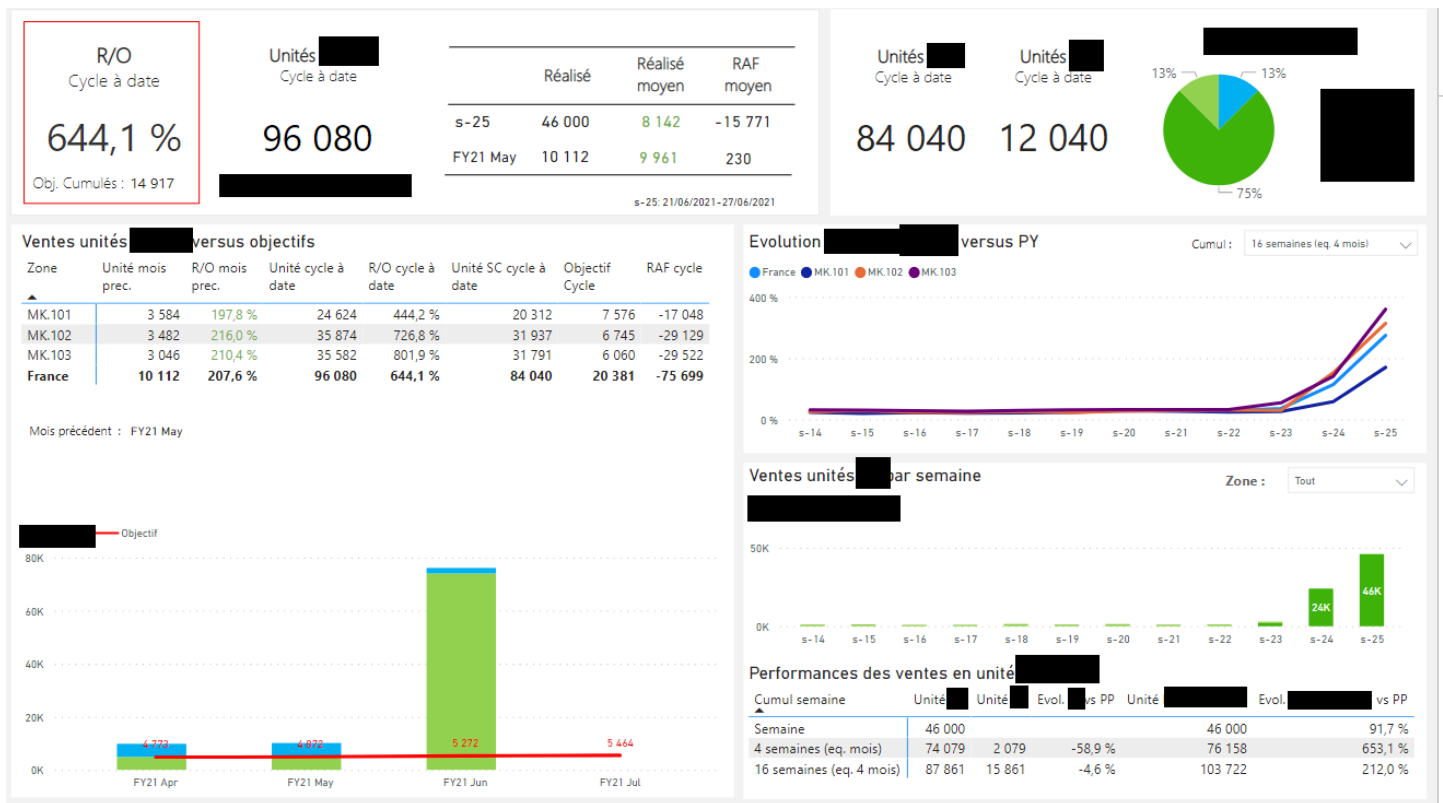 R/O
Cycle à date
644,1 %
Obj. Cumulés : 14 917
Unités
Cycle à date
96 080
Réalisé Réalisé moyen RAF moyen
s-25 46 000 8 142 -15 771
FY21 May 10 112 9 961 230
s-25: 21/06/2021-27/06/2021
Unités
Cycle à date
84 040
Unités
Cycle à date
12 040
13%
13%
75%
Ventes unités versus objectifs
Zone Unité mois prec. R/O mois prec. Unité cycle à date R/O cycle à date Unité SC cycle à date Objectif Cycle RAF cycle
MK.101 3 584 197,8 % 24 624 444,2 % 20 312 7 576 -17 048
MK.102 3 482 216,0 % 35 874 726,8 % 31 937 6 745 -29 129
MK.103 3 046 210,4 % 35 582 801,9 % 31 791 6 060 -29 522
France 10 112 207,6 % 96 080 644,1 % 84 040 20 381 -75 699
Mois précédent : FY21 May
Objectif
80K
60K
40K
20K
0K
4 773
4 872
5 272
5 464
FY21 Apr FY21 May FY21 Jun FY21 Jul
Evolution versus PY
Cumul : 16 semaines (eq. 4 mois)
France MK.101 MK.102 MK.103
400 %
200 %
0 %
s-14 s-15 s-16 s-17 s-18 s-19 s-20 s-21 s-22 s-23 s-24 s-25
Ventes unités par semaine
Zone : Tout
50K
0K
24K
46K
s-14 s-15 s-16 s-17 s-18 s-19 s-20 s-21 s-22 s-23 s-24 s-25
Performances des ventes en unité
Cumul semaine Unité Unité Evol. vs PP Unité Evol. vs PP
Semaine 46 000 46 000 91,7 %
4 semaines (eq. mois) 74 079 2 079 -58,9 % 76 158 653,1 %
16 semaines (eq. 4 mois) 87 861 15 861 -4,6 % 103 722 212,0 %